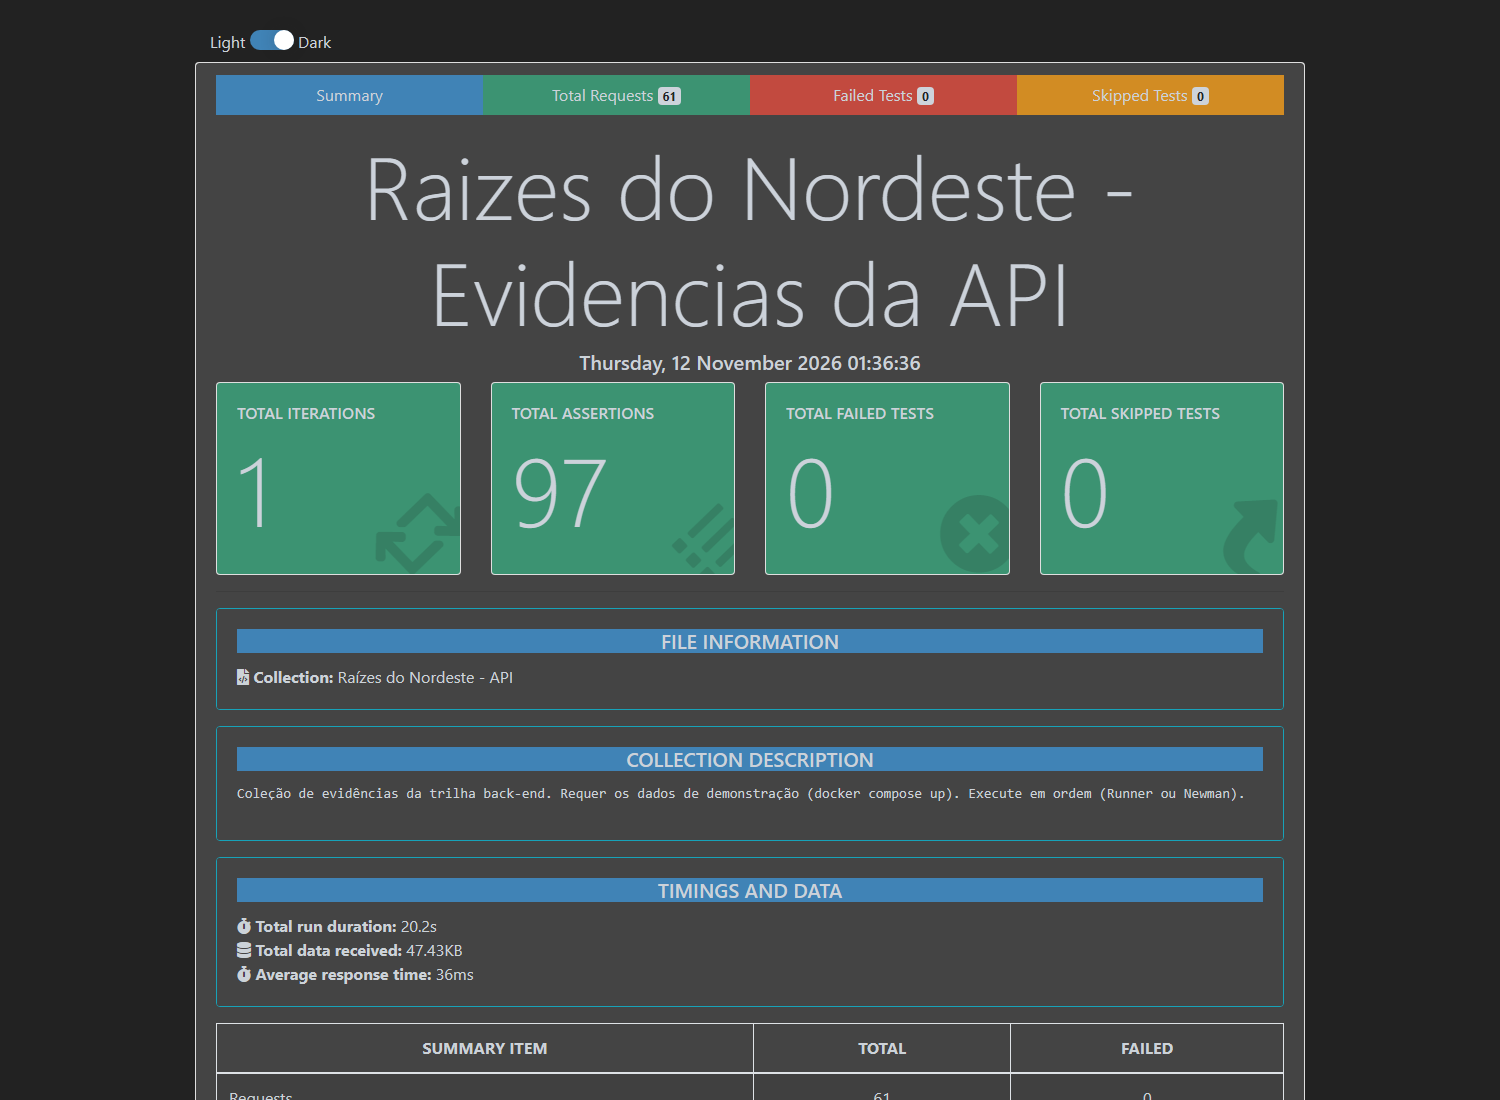 Light Dark
Summary Total Requests 61 Failed Tests 0 Skipped Tests 0
Raizes do Nordeste -
Evidencias da API
Thursday, 12 November 2026 01:36:36
TOTAL ITERATIONS TOTAL ASSERTIONS TOTAL FAILED TESTS TOTAL SKIPPED TESTS
1 97 0 0
FILE INFORMATION
Collection: Raízes do Nordeste - API
COLLECTION DESCRIPTION
Coleção de evidências da trilha back-end. Requer os dados de demonstração (docker compose up). Execute em ordem (Runner ou Newman).
TIMINGS AND DATA
Total run duration: 20.2s
Total data received: 47.43KB
Average response time: 36ms
SUMMARY ITEM TOTAL FAILED
Requests 61 0